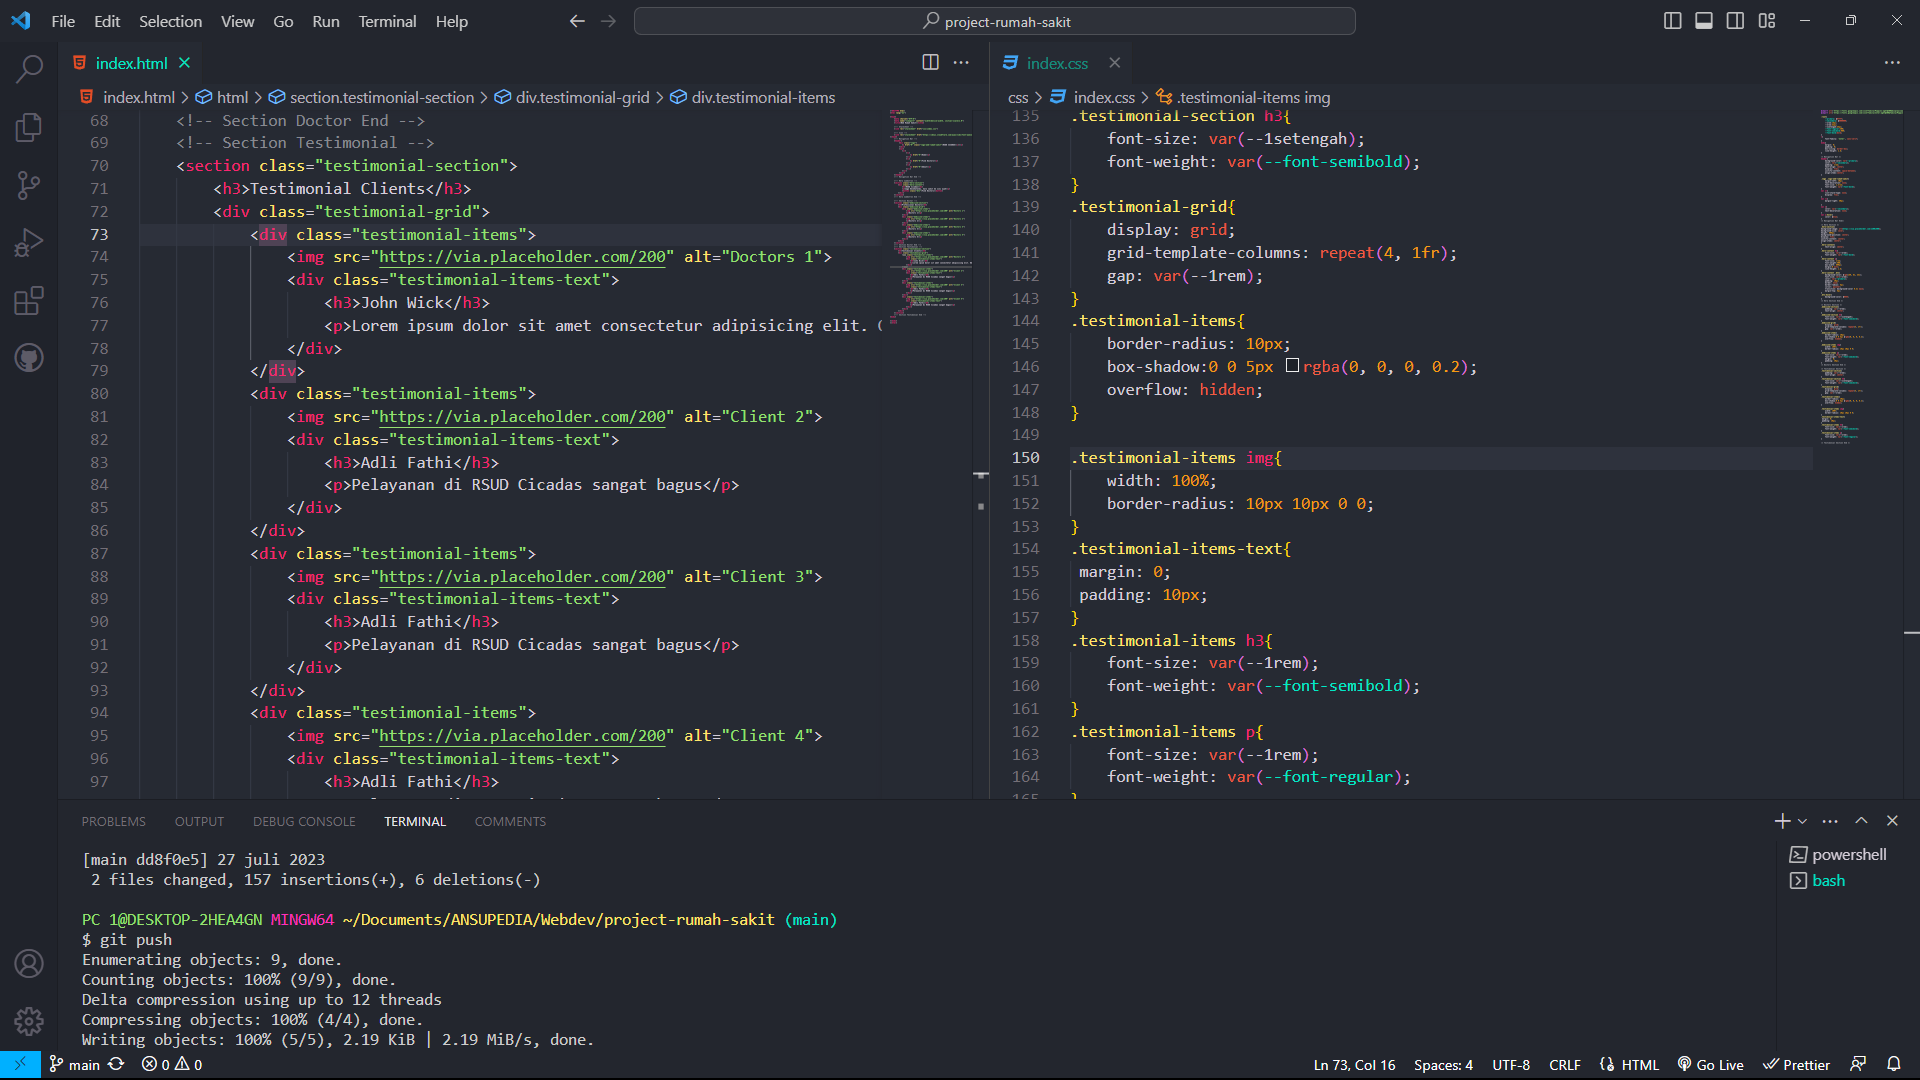 File Edit Selection View Go Run Terminal Help
project-rumah-sakit
index.html
index.html > html > section.testimonial-section > div.testimonial-grid > div.testimonial-items
68 <!-- Section Doctor End -->
69 <!-- Section Testimonial -->
70 <section class="testimonial-section">
71 <h3>Testimonial Clients</h3>
72 <div class="testimonial-grid">
73 <div class="testimonial-items">
74 <img src="https://via.placeholder.com/200" alt="Doctors 1">
75 <div class="testimonial-items-text">
76 <h3>John Wick</h3>
77 <p>Lorem ipsum dolor sit amet consectetur adipisicing elit.
78 </div>
79 </div>
80 <div class="testimonial-items">
81 <img src="https://via.placeholder.com/200" alt="Client 2">
82 <div class="testimonial-items-text">
83 <h3>Adli Fathi</h3>
84 <p>Pelayanan di RSUD Cicadas sangat bagus</p>
85 </div>
86 </div>
87 <div class="testimonial-items">
88 <img src="https://via.placeholder.com/200" alt="Client 3">
89 <div class="testimonial-items-text">
90 <h3>Adli Fathi</h3>
91 <p>Pelayanan di RSUD Cicadas sangat bagus</p>
92 </div>
93 </div>
94 <div class="testimonial-items">
95 <img src="https://via.placeholder.com/200" alt="Client 4">
96 <div class="testimonial-items-text">
97 <h3>Adli Fathi</h3>
index.css
css > index.css > .testimonial-items img
135 .testimonial-section h3{
136 font-size: var(--1setengah);
137 font-weight: var(--font-semibold);
138 }
139 .testimonial-grid{
140 display: grid;
141 grid-template-columns: repeat(4, 1fr);
142 gap: var(--1rem);
143 }
144 .testimonial-items{
145 border-radius: 10px;
146 box-shadow:0 0 5px rgba(0, 0, 0, 0.2);
147 overflow: hidden;
148 }
149
150 .testimonial-items img{
151 width: 100%;
152 border-radius: 10px 10px 0 0;
153 }
154 .testimonial-items-text{
155 margin: 0;
156 padding: 10px;
157 }
158 .testimonial-items h3{
159 font-size: var(--1rem);
160 font-weight: var(--font-semibold);
161 }
162 .testimonial-items p{
163 font-size: var(--1rem);
164 font-weight: var(--font-regular);
165 }
PROBLEMS OUTPUT DEBUG CONSOLE TERMINAL COMMENTS
[main dd8f0e5] 27 juli 2023
2 files changed, 157 insertions(+), 6 deletions(-)
PC 1@DESKTOP-2HEA4GN MINGW64 ~/Documents/ANSUPEDIA/Webdev/project-rumah-sakit (main)
$ git push
Enumerating objects: 9, done.
Counting objects: 100% (9/9), done.
Delta compression using up to 12 threads
Compressing objects: 100% (4/4), done.
Writing objects: 100% (5/5), 2.19 KiB | 2.19 MiB/s, done.
powershell
bash
main 0 0 Ln 73, Col 16 Spaces: 4 UTF-8 CRLF HTML Go Live Prettier